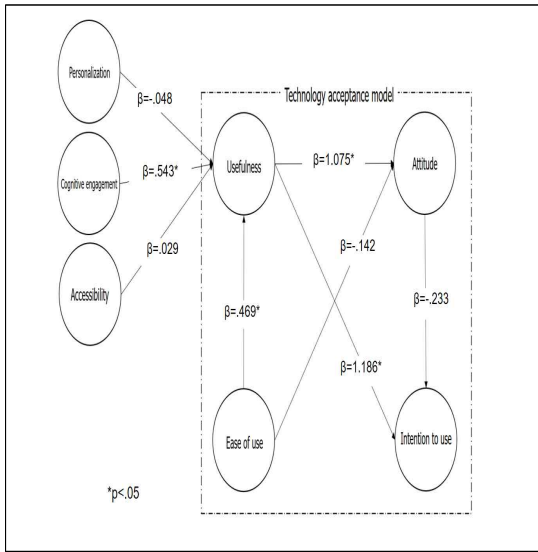 Technology acceptance model
Personalization
β=-.048
Cognitive engagement
β=.543*
Usefulness
β=1.075*
Attitude
Accessibility
β=.029
β=-.142
β=.469*
β=-.233
β=1.186*
Ease of use
Intention to use
*p<.05